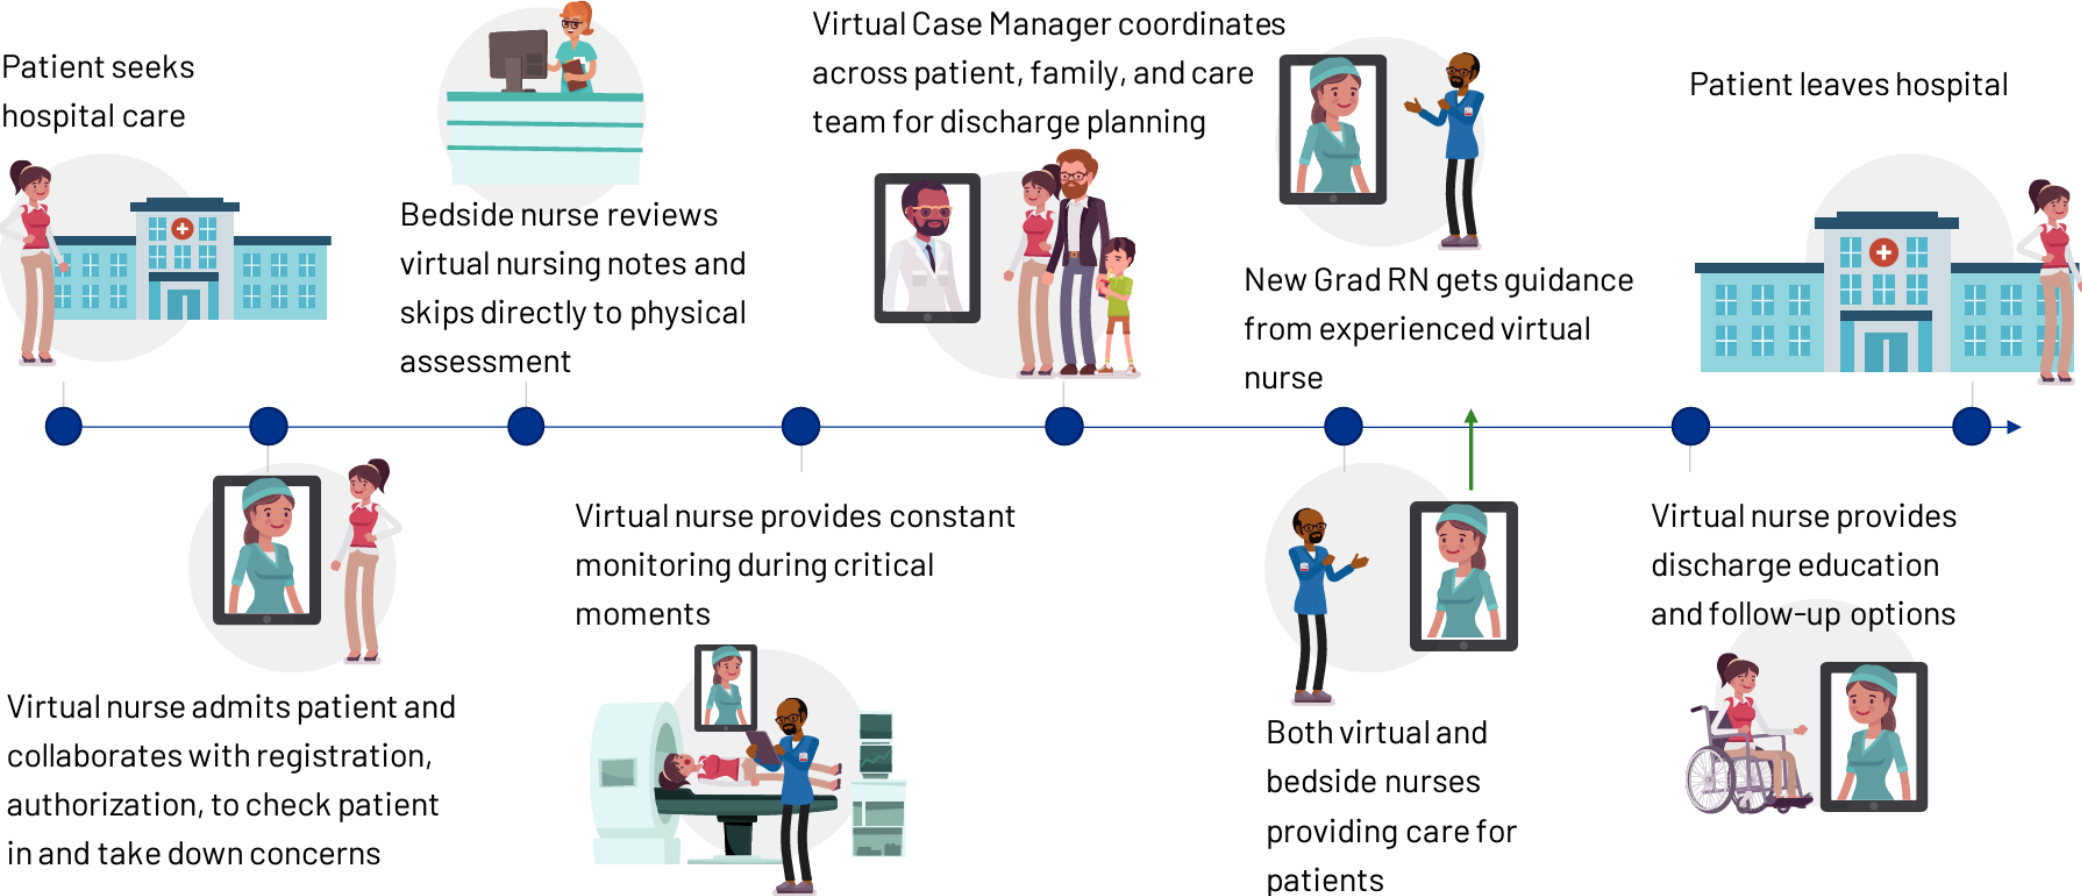 Patient seeks
hospital care
Virtual nurse admits patient and
collaborates with registration,
authorization, to check patient
in and take down concerns
Bedside nurse reviews
virtual nursing notes and
skips directly to physical
assessment
Virtual nurse provides constant
monitoring during critical
moments
Virtual Case Manager coordinates
across patient, family, and care
team for discharge planning
New Grad RN gets guidance
from experienced virtual
nurse
Both virtual and
bedside nurses
providing care for
patients
Virtual nurse provides
discharge education
and follow-up options
Patient leaves hospital